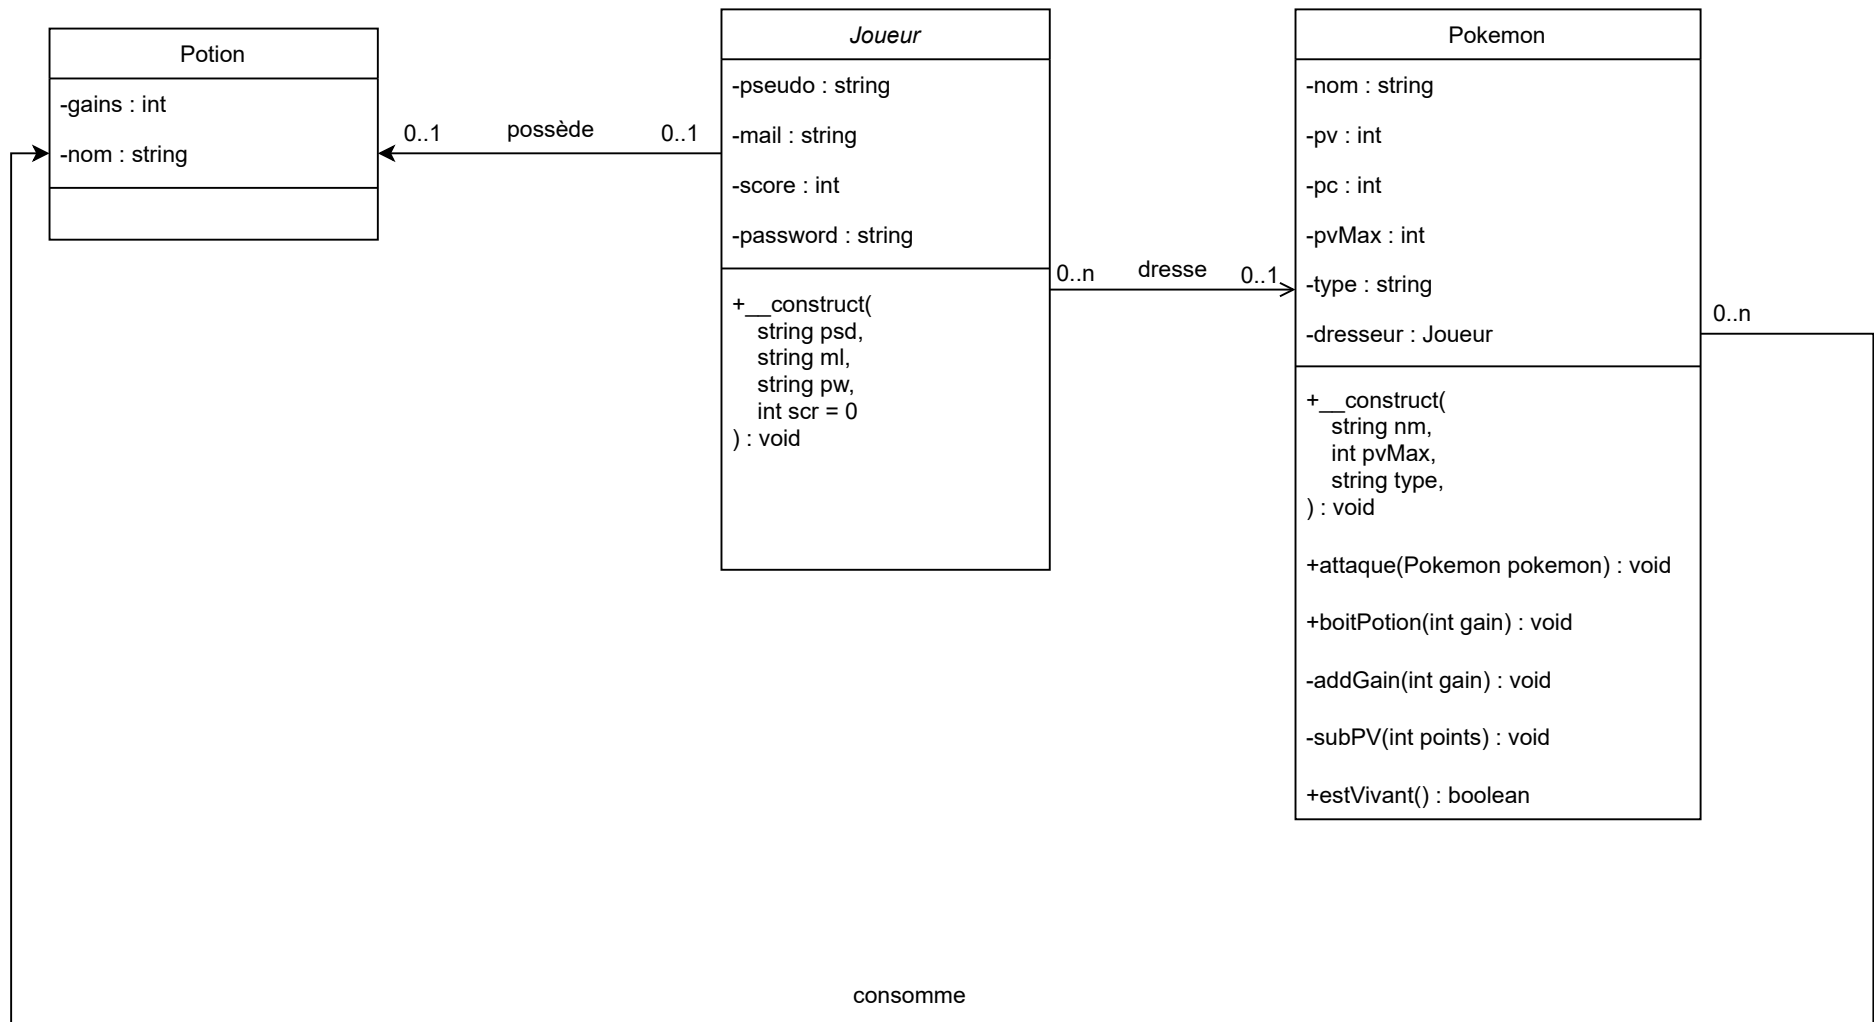 Potion
-gains : int
-nom : string
0..1
possède
0..1
Joueur
-pseudo : string
-mail : string
-score : int
-password : string
+__construct(
string psd,
string ml,
string pw,
int scr = 0
) : void
0..n
dresse
0..1
Pokemon
-nom : string
-pv : int
-pc : int
-pvMax : int
-type : string
-dresseur : Joueur
+__construct(
string nm,
int pvMax,
string type,
) : void
+attaque(Pokemon pokemon) : void
+boitPotion(int gain) : void
-addGain(int gain) : void
-subPV(int points) : void
+estVivant() : boolean
0..n
consomme